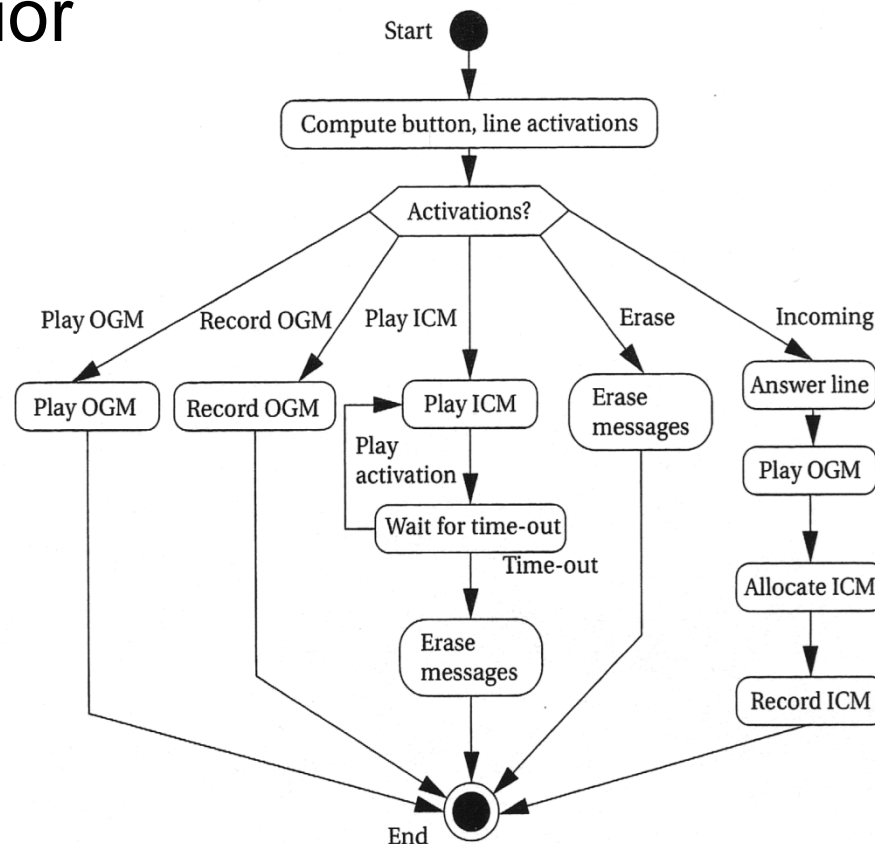 ior
Start
Compute button, line activations
Activations?
Play OGM
Record OGM
Play ICM
Erase
Incoming
Play OGM
Record OGM
Play ICM
Erase
messages
Answer line
Play
activation
Play OGM
Wait for time-out
Time-out
Allocate ICM
Erase
messages
Record ICM
End